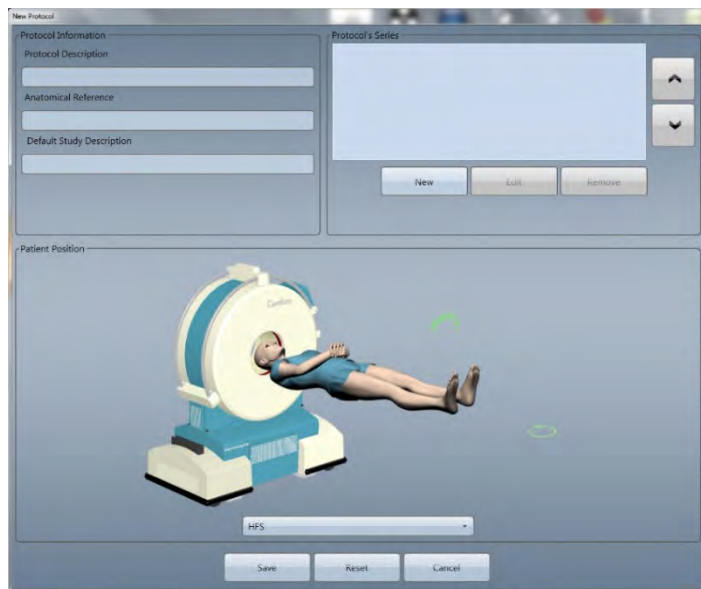 New Protocol
Protocol Information
Protocol Description
Anatomical Reference
Default Study Description
Protocol's Series
New
Edit
Remove
Patient Position
HFS
Save
Reset
Cancel